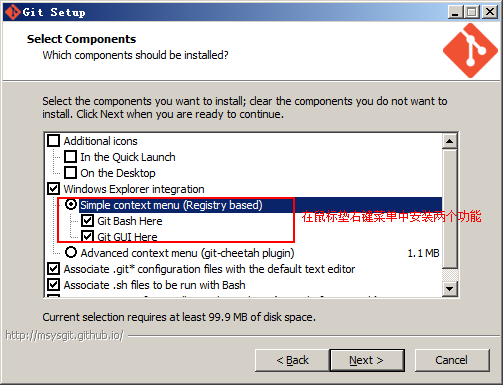 Git Setup
Select Components
Which components should be installed?
Select the components you want to install; clear the components you do not want to
install. Click Next when you are ready to continue.
Additional icons
In the Quick Launch
On the Desktop
Windows Explorer integration
Simple context menu (Registry based)
Git Bash Here
Git GUI Here
在鼠标垫右键菜单中安装两个功能
Advanced context menu (git-cheetah plugin) 1.1 MB
Associate .git* configuration files with the default text editor
Associate .sh files to be run with Bash
Current selection requires at least 99.9 MB of disk space.
http://msysgit.github.io/
< Back
Next >
Cancel